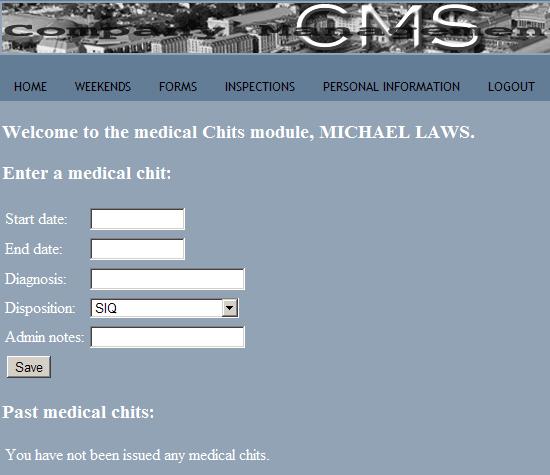 CMS
Company Managemen
HOME WEEKENDS FORMS INSPECTIONS PERSONAL INFORMATION LOGOUT
Welcome to the medical Chits module, MICHAEL LAWS.
Enter a medical chit:
Start date:
End date:
Diagnosis:
Disposition: SIQ
Admin notes:
Save
Past medical chits:
You have not been issued any medical chits.